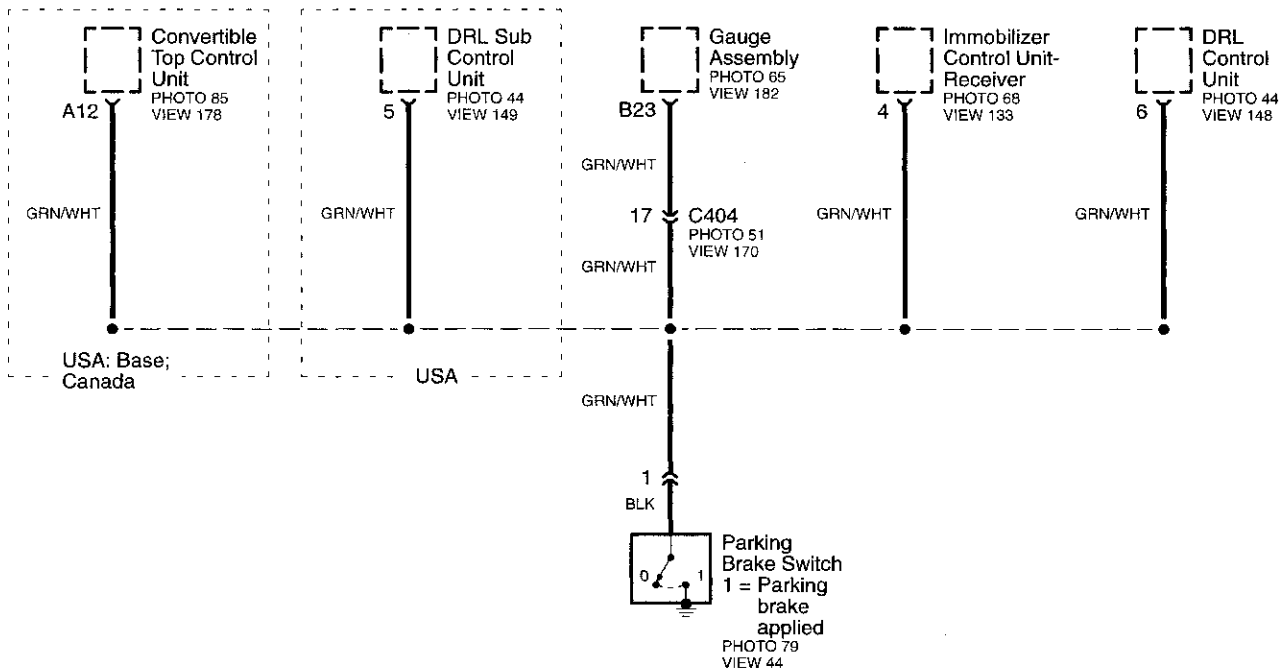 Convertible
Top Control
Unit
PHOTO 85
VIEW 178
A12
GRN/WHT
USA: Base;
Canada
DRL Sub
Control
Unit
PHOTO 44
VIEW 149
5
GRN/WHT
USA
Gauge
Assembly
PHOTO 65
VIEW 182
B23
GRN/WHT
17
C404
PHOTO 51
VIEW 170
GRN/WHT
Immobilizer
Control Unit-
Receiver
PHOTO 68
VIEW 133
4
GRN/WHT
DRL
Control
Unit
PHOTO 44
VIEW 148
6
GRN/WHT
GRN/WHT
1
BLK
0
1
Parking
Brake Switch
1 = Parking
brake
applied
PHOTO 79
VIEW 44